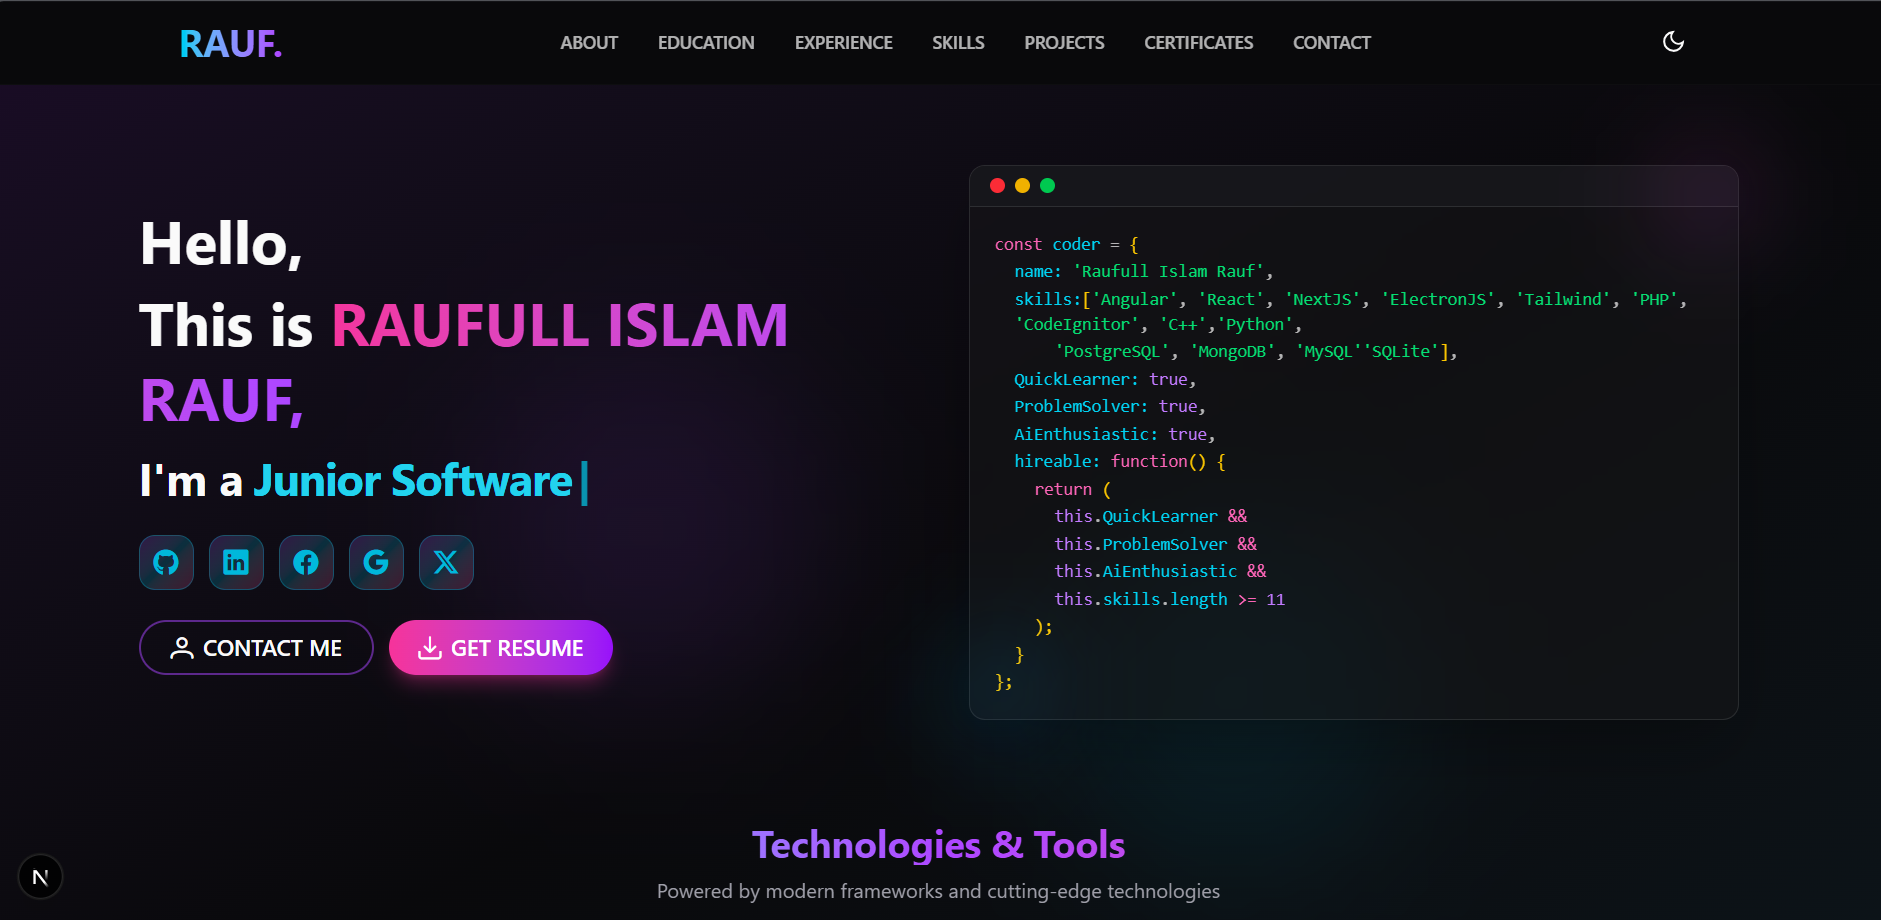 RAUF.
ABOUT EDUCATION EXPERIENCE SKILLS PROJECTS CERTIFICATES CONTACT
Hello,
This is RAUFULL ISLAM
RAUF,
I'm a Junior Software
CONTACT ME
GET RESUME
const coder = {
name: 'Raufull Islam Rauf',
skills:['Angular', 'React', 'NextJS', 'ElectronJS', 'Tailwind', 'PHP',
'CodeIgnitor', 'C++','Python',
'PostgreSQL', 'MongoDB', 'MySQL''SQLite'],
QuickLearner: true,
ProblemSolver: true,
AiEnthusiastic: true,
hireable: function() {
return (
this.QuickLearner &&
this.ProblemSolver &&
this.AiEnthusiastic &&
this.skills.length >= 11
);
}
};
Technologies & Tools
Powered by modern frameworks and cutting-edge technologies
N